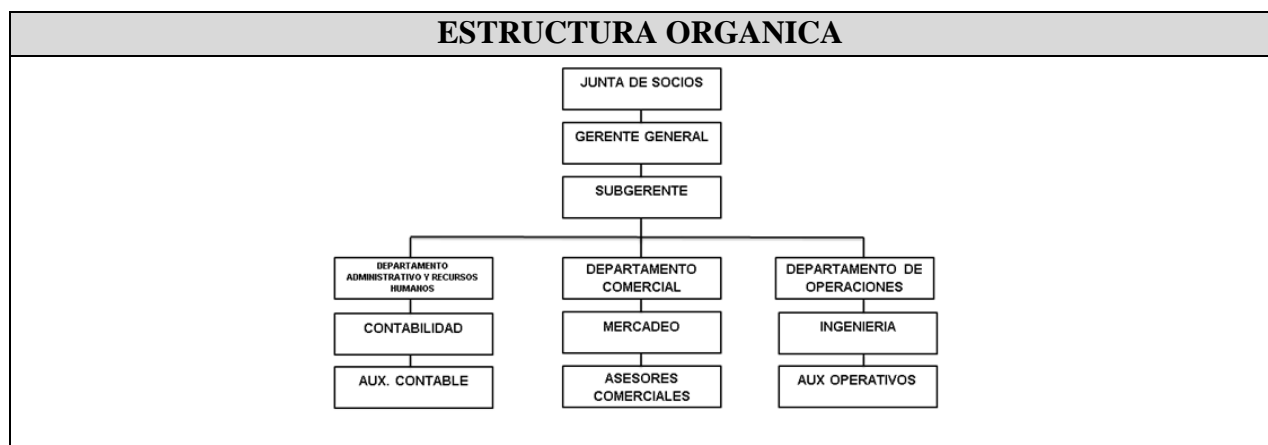 ESTRUCTURA ORGANICA
JUNTA DE SOCIOS
GERENTE GENERAL
SUBGERENTE
DEPARTAMENTO
ADMINISTRATIVO Y RECURSOS
HUMANOS
DEPARTAMENTO
COMERCIAL
DEPARTAMENTO DE
OPERACIONES
CONTABILIDAD
MERCADEO
INGENIERIA
AUX. CONTABLE
ASESORES
COMERCIALES
AUX OPERATIVOS